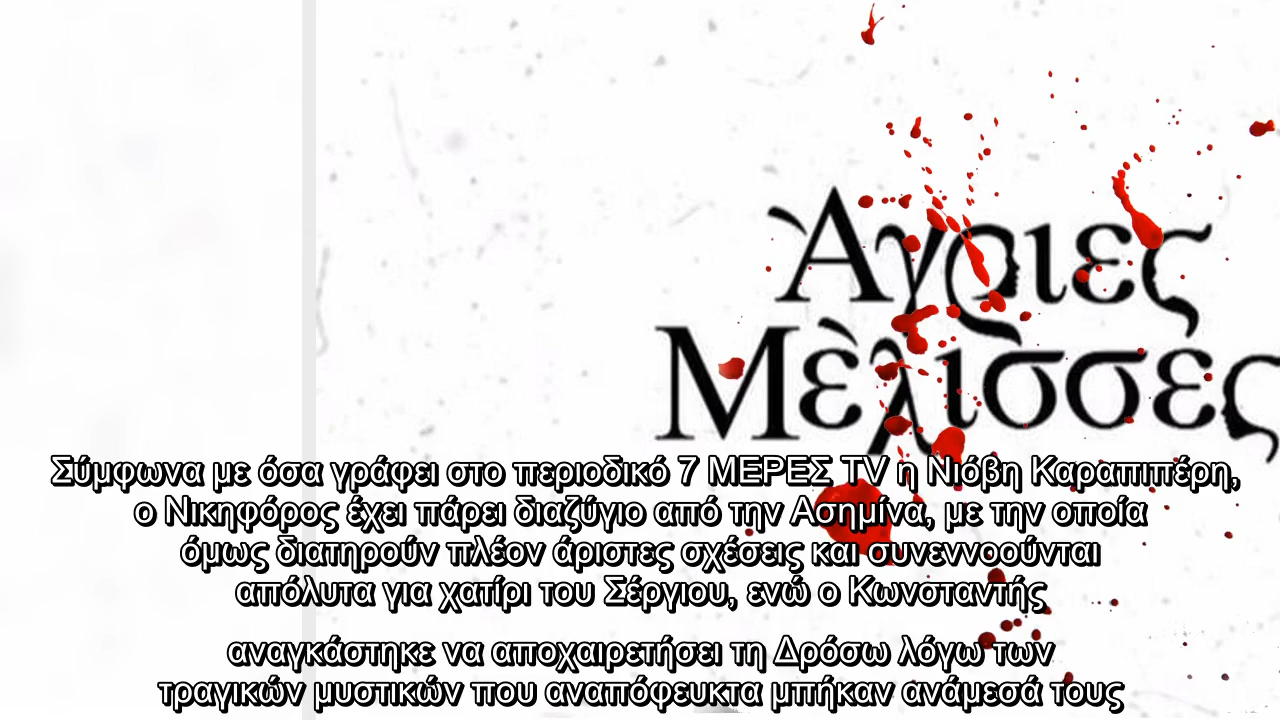 Άγριες
Μέλισσες
Σύμφωνα με όσα γράφει στο περιοδικό 7 ΜΕΡΕΣ TV η Νιόβη Καραπιπέρη,
ο Νικηφόρος έχει πάρει διαζύγιο από την Ασημίνα, με την οποία
όμως διατηρούν πλέον άριστες σχέσεις και συνεννοούνται
απόλυτα για χατίρι του Σέργιου, ενώ ο Κωνσταντής
αναγκάστηκε να αποχαιρετήσει τη Δρόσω λόγω των
τραγικών μυστικών που αναπόφευκτα μπήκαν ανάμεσά τους